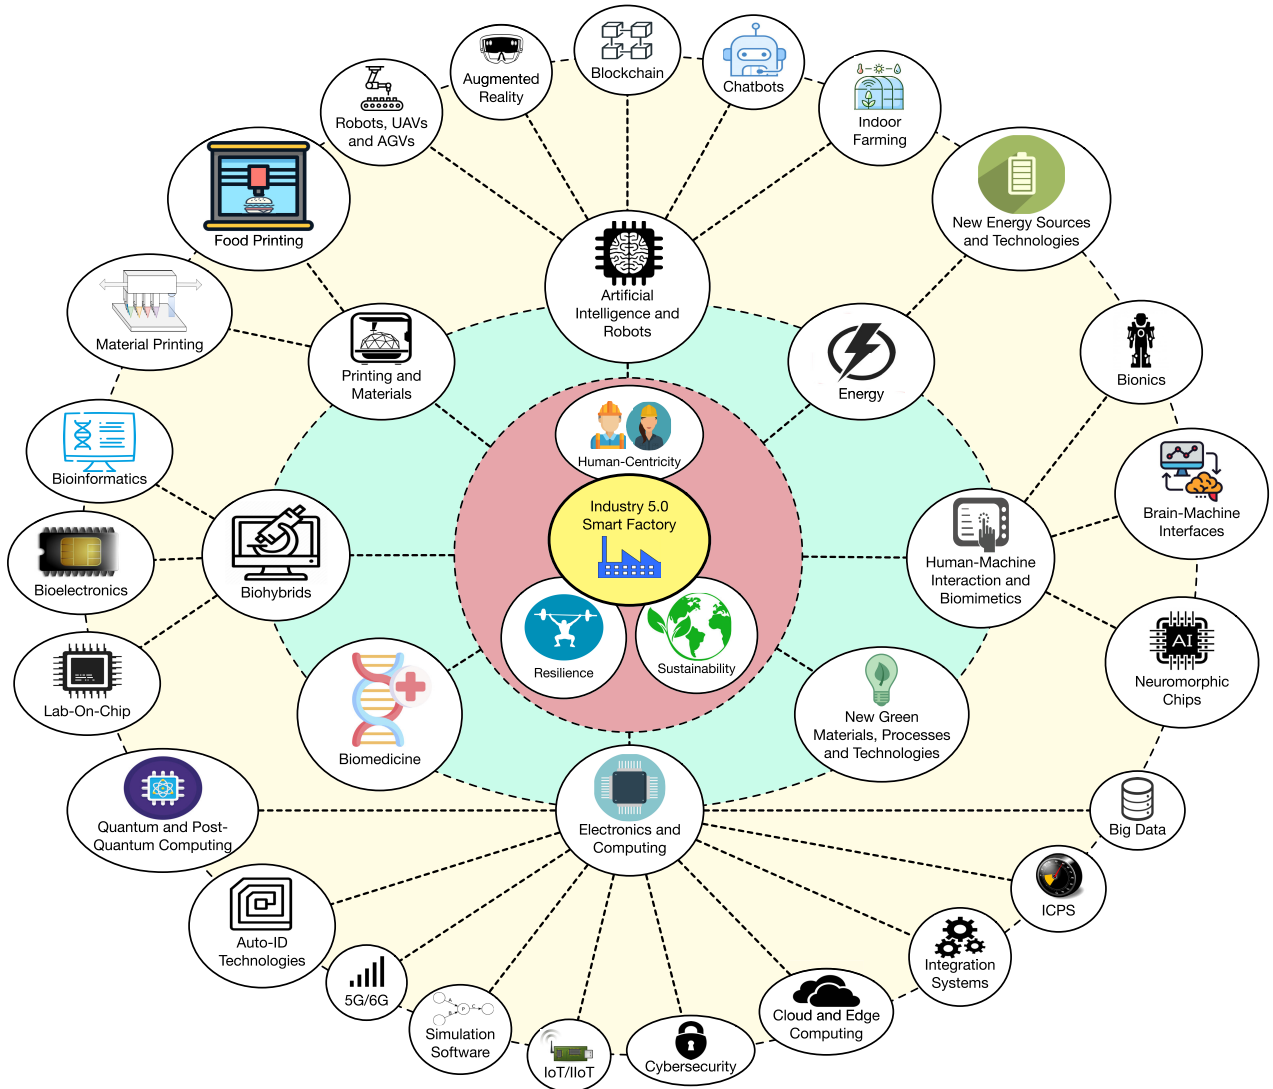 Blockchain
Chatbots
Augmented
Reality
Robots, UAVs
and AGVs
Indoor
Farming
Food Printing
New Energy Sources
and Technologies
Material Printing
Artificial
Intelligence and
Robots
Printing and
Materials
Energy
Bionics
Human-Centricity
Bioinformatics
Industry 5.0
Smart Factory
Brain-Machine
Interfaces
Bioelectronics
Biohybrids
Human-Machine
Interaction and
Biomimetics
Resilience
Sustainability
Lab-On-Chip
AI
Neuromorphic
Chips
Biomedicine
New Green
Materials, Processes
and Technologies
Quantum and Post-
Quantum Computing
Electronics and
Computing
Big Data
Auto-ID
Technologies
ICPS
5G/6G
Integration
Systems
A
B
P
C
Simulation
Software
Cloud and Edge
Computing
IoT/IIoT
Cybersecurity